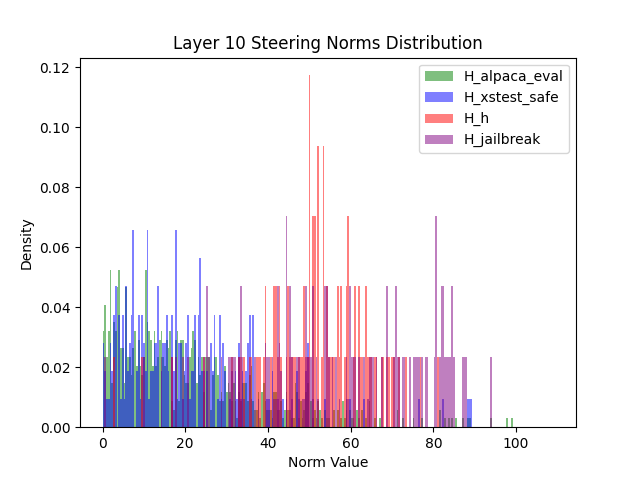 Layer 10 Steering Norms Distribution
H_alpaca_eval
H_xstest_safe
H_h
H_jailbreak
Density
0.12
0.10
0.08
0.06
0.04
0.02
0.00
0 20 40 60 80 100
Norm Value